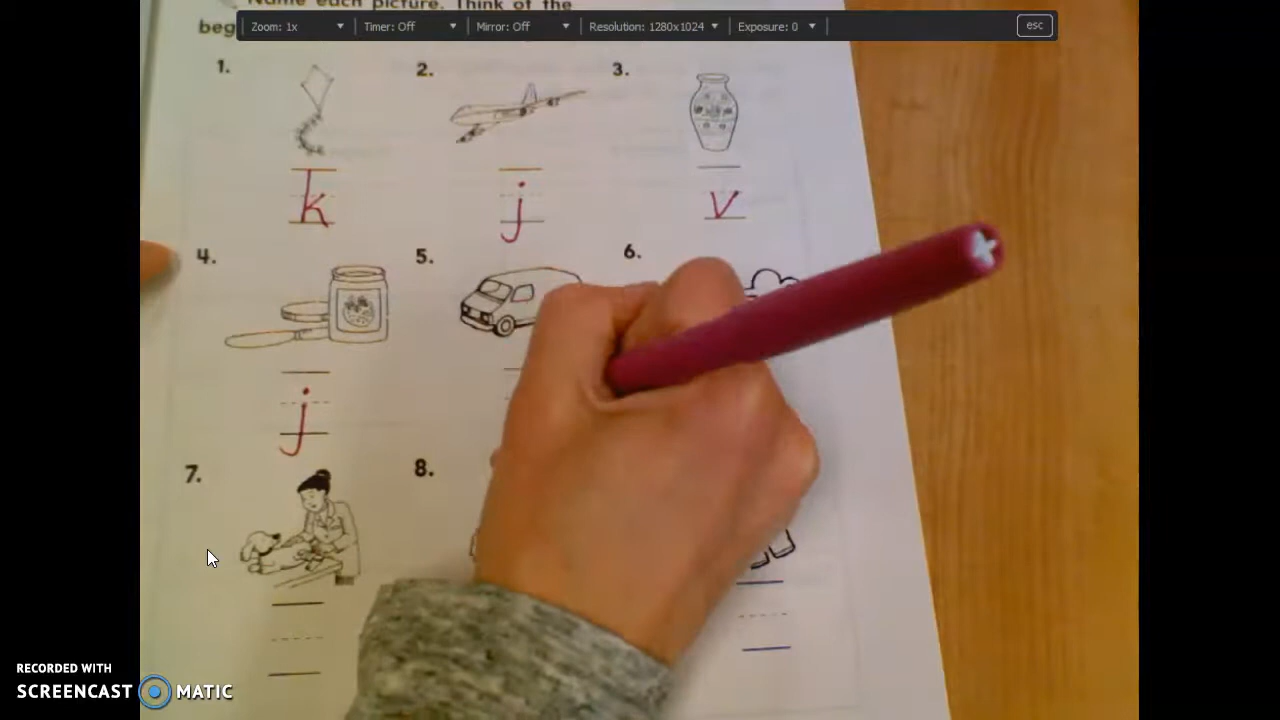 Name each picture. Think of the
beg
Zoom: 1x Timer: Off Mirror: Off Resolution: 1280x1024 Exposure: 0 esc
1. 2. 3.
k j v
4. 5. 6.
j
7. 8.
RECORDED WITH
SCREENCAST MATIC